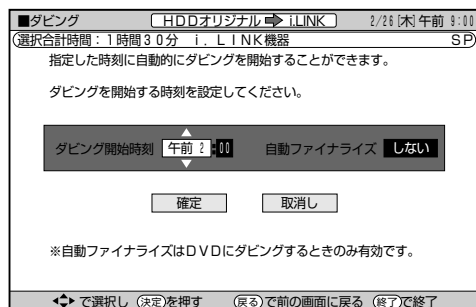 ■ダビング HDDオリジナル➡i.LINK 2/26[木]午前 9:00
選択合計時間:1時間30分 i.LINK機器 SP
指定した時刻に自動的にダビングを開始することができます。
ダビングを開始する時刻を設定してください。
ダビング開始時刻 午前 2:00 自動ファイナライズ しない
確定 取消し
※自動ファイナライズはDVDにダビングするときのみ有効です。
で選択し 決定を押す 戻るで前の画面に戻る 終了で終了